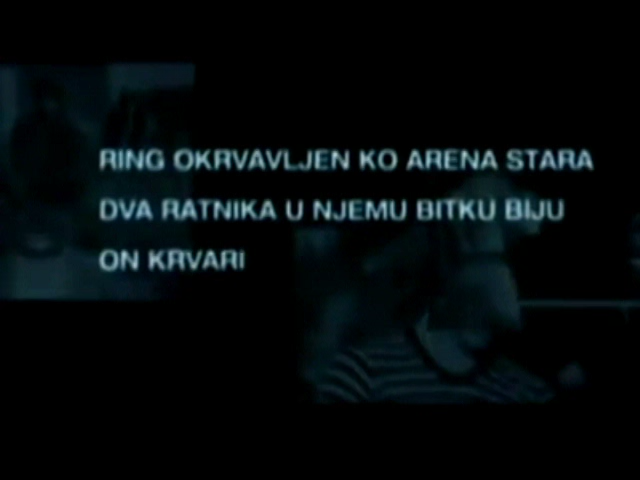 RING OKRVAVLJEN KO ARENA STARA
DVA RATNIKA U NJEMU BITKU BIJU
ON KRVARI